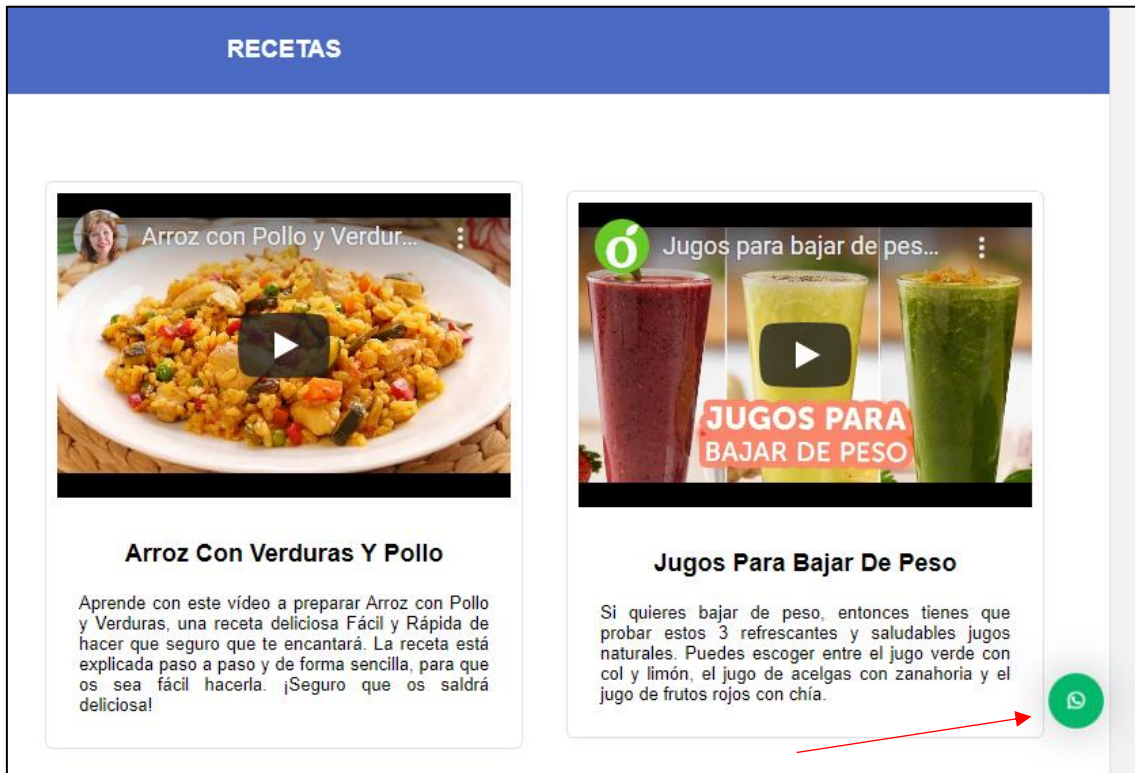 RECETAS
Arroz con Pollo y Verdur...
Arroz Con Verduras Y Pollo
Aprende con este vídeo a preparar Arroz con Pollo
y Verduras, una receta deliciosa Fácil y Rápida de
hacer que seguro que te encantará. La receta está
explicada paso a paso y de forma sencilla, para que
os sea fácil hacerla. ¡Seguro que os saldrá
deliciosa!
Jugos para bajar de pes...
JUGOS PARA
BAJAR DE PESO
Jugos Para Bajar De Peso
Si quieres bajar de peso, entonces tienes que
probar estos 3 refrescantes y saludables jugos
naturales. Puedes escoger entre el jugo verde con
col y limón, el jugo de acelgas con zanahoria y el
jugo de frutos rojos con chía.